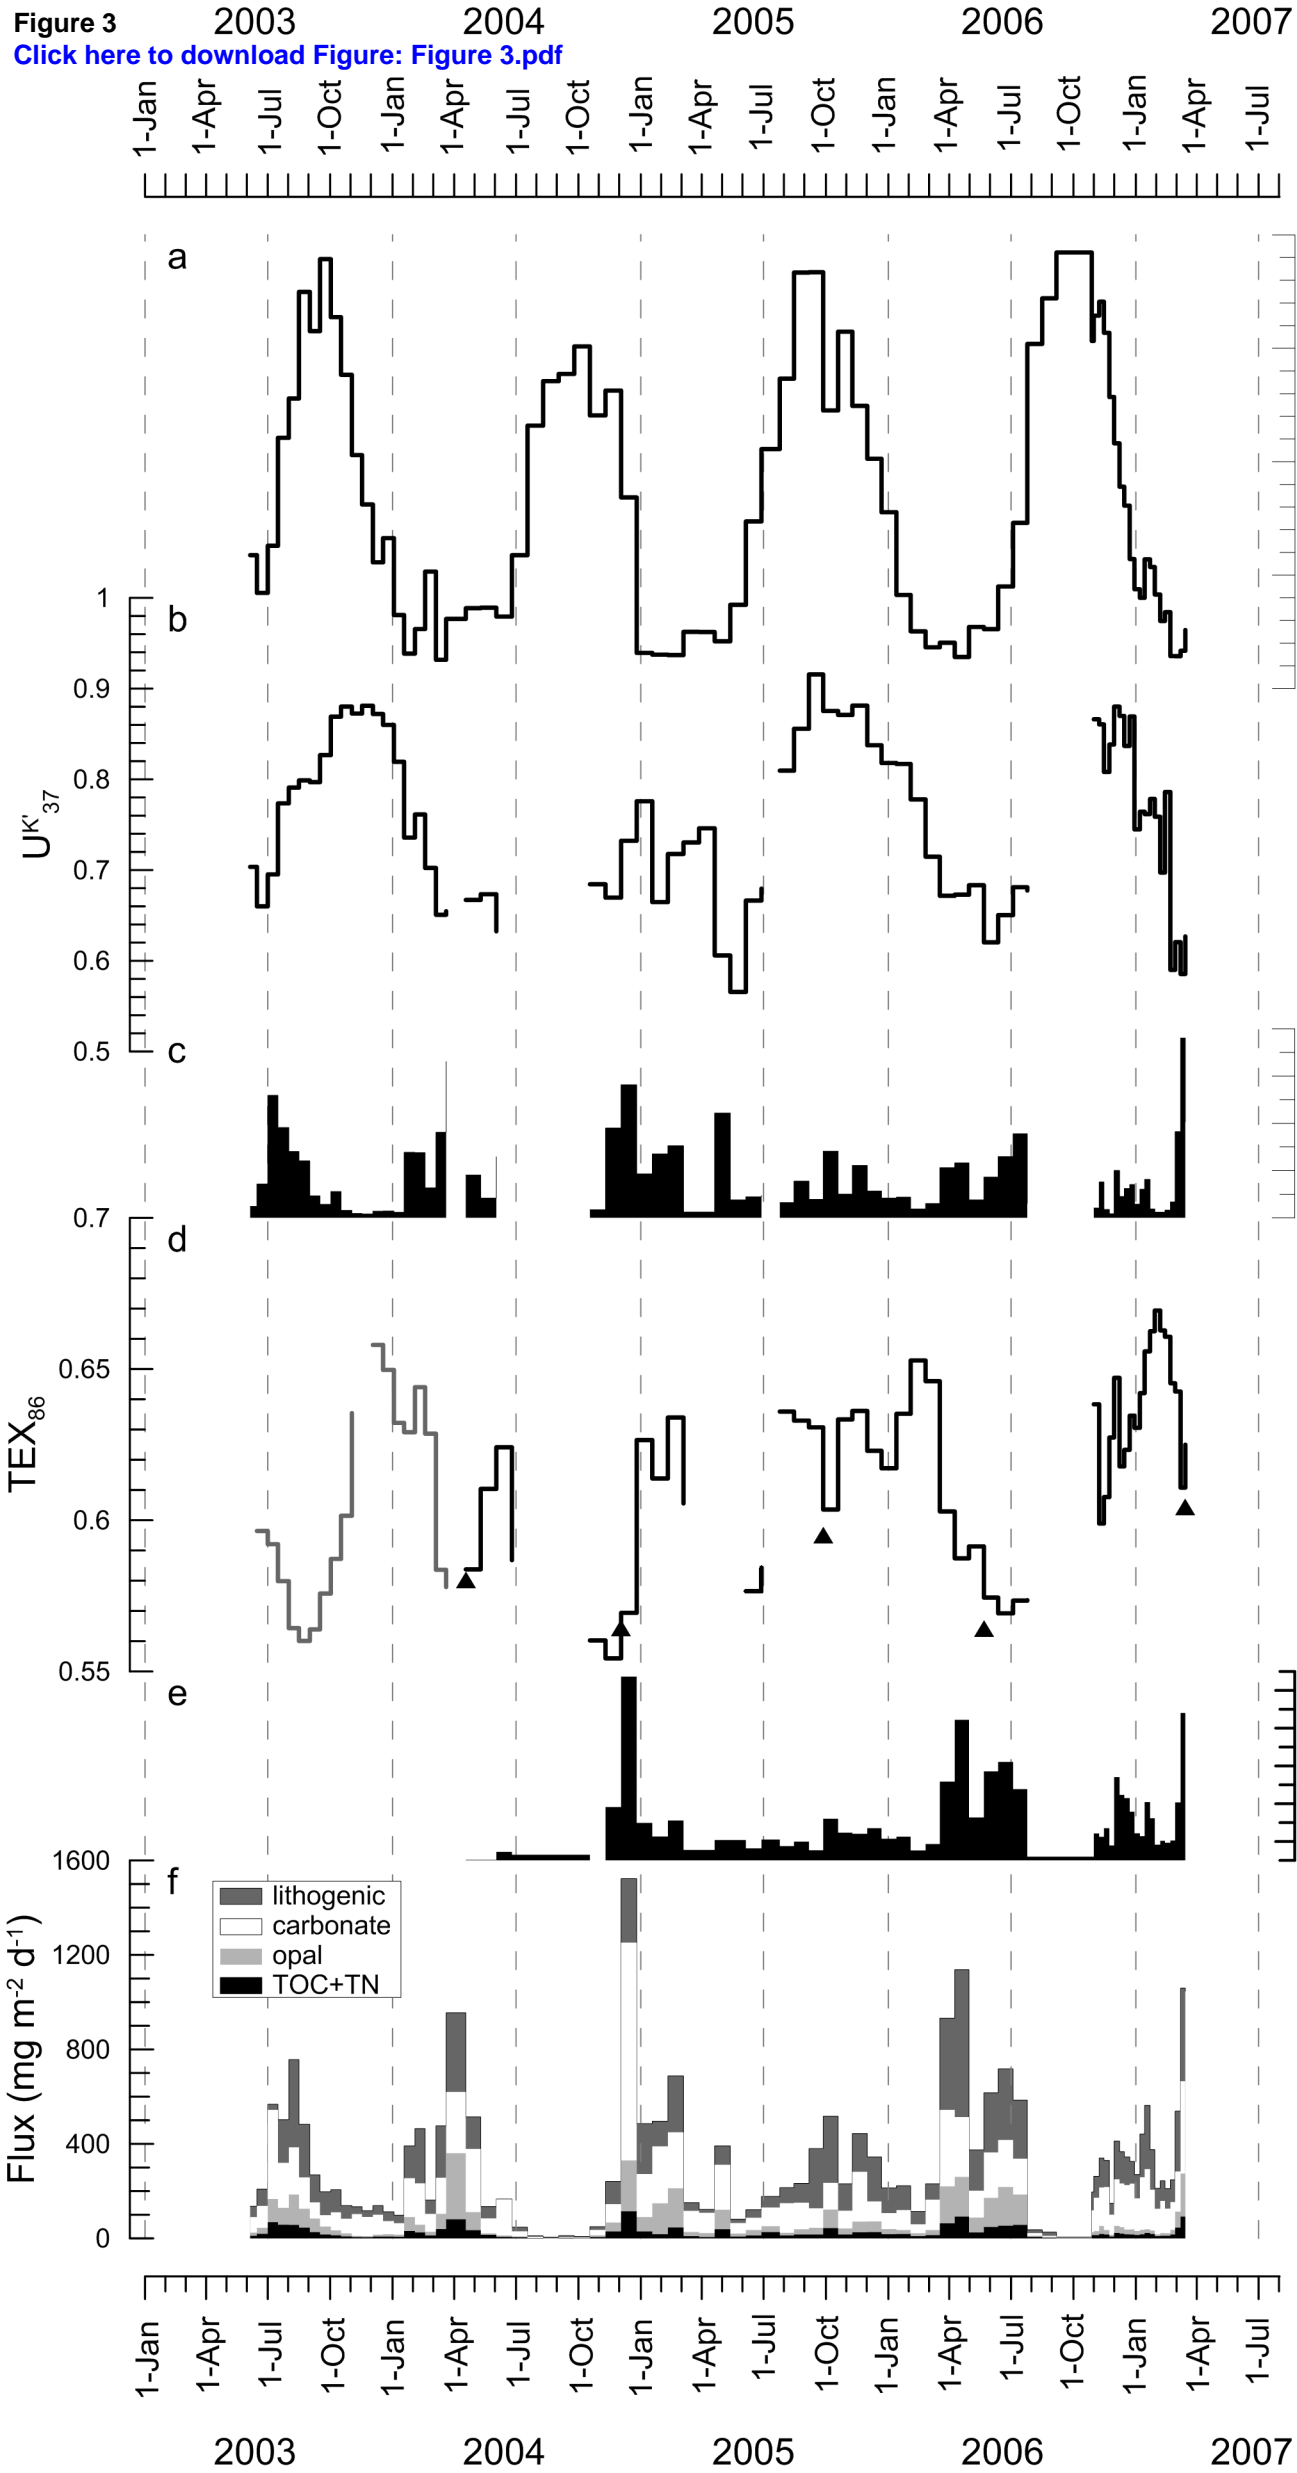 Figure 3
2003 2004 2005 2006 2007
Click here to download Figure: Figure 3.pdf
1-Jan 1-Apr 1-Jul 1-Oct 1-Jan 1-Apr 1-Jul 1-Oct 1-Jan 1-Apr 1-Jul 1-Oct 1-Jan 1-Apr 1-Jul 1-Oct 1-Jan 1-Apr 1-Jul
a
1
b
0.9
0.8
0.7
0.6
0.5
U^K'_37
c
0.7
d
0.65
0.6
0.55
TEX_86
e
1600
f
lithogenic
carbonate
opal
TOC+TN
1200
800
400
0
Flux (mg m^-2 d^-1)
1-Jan 1-Apr 1-Jul 1-Oct 1-Jan 1-Apr 1-Jul 1-Oct 1-Jan 1-Apr 1-Jul 1-Oct 1-Jan 1-Apr 1-Jul 1-Oct 1-Jan 1-Apr 1-Jul
2003 2004 2005 2006 2007